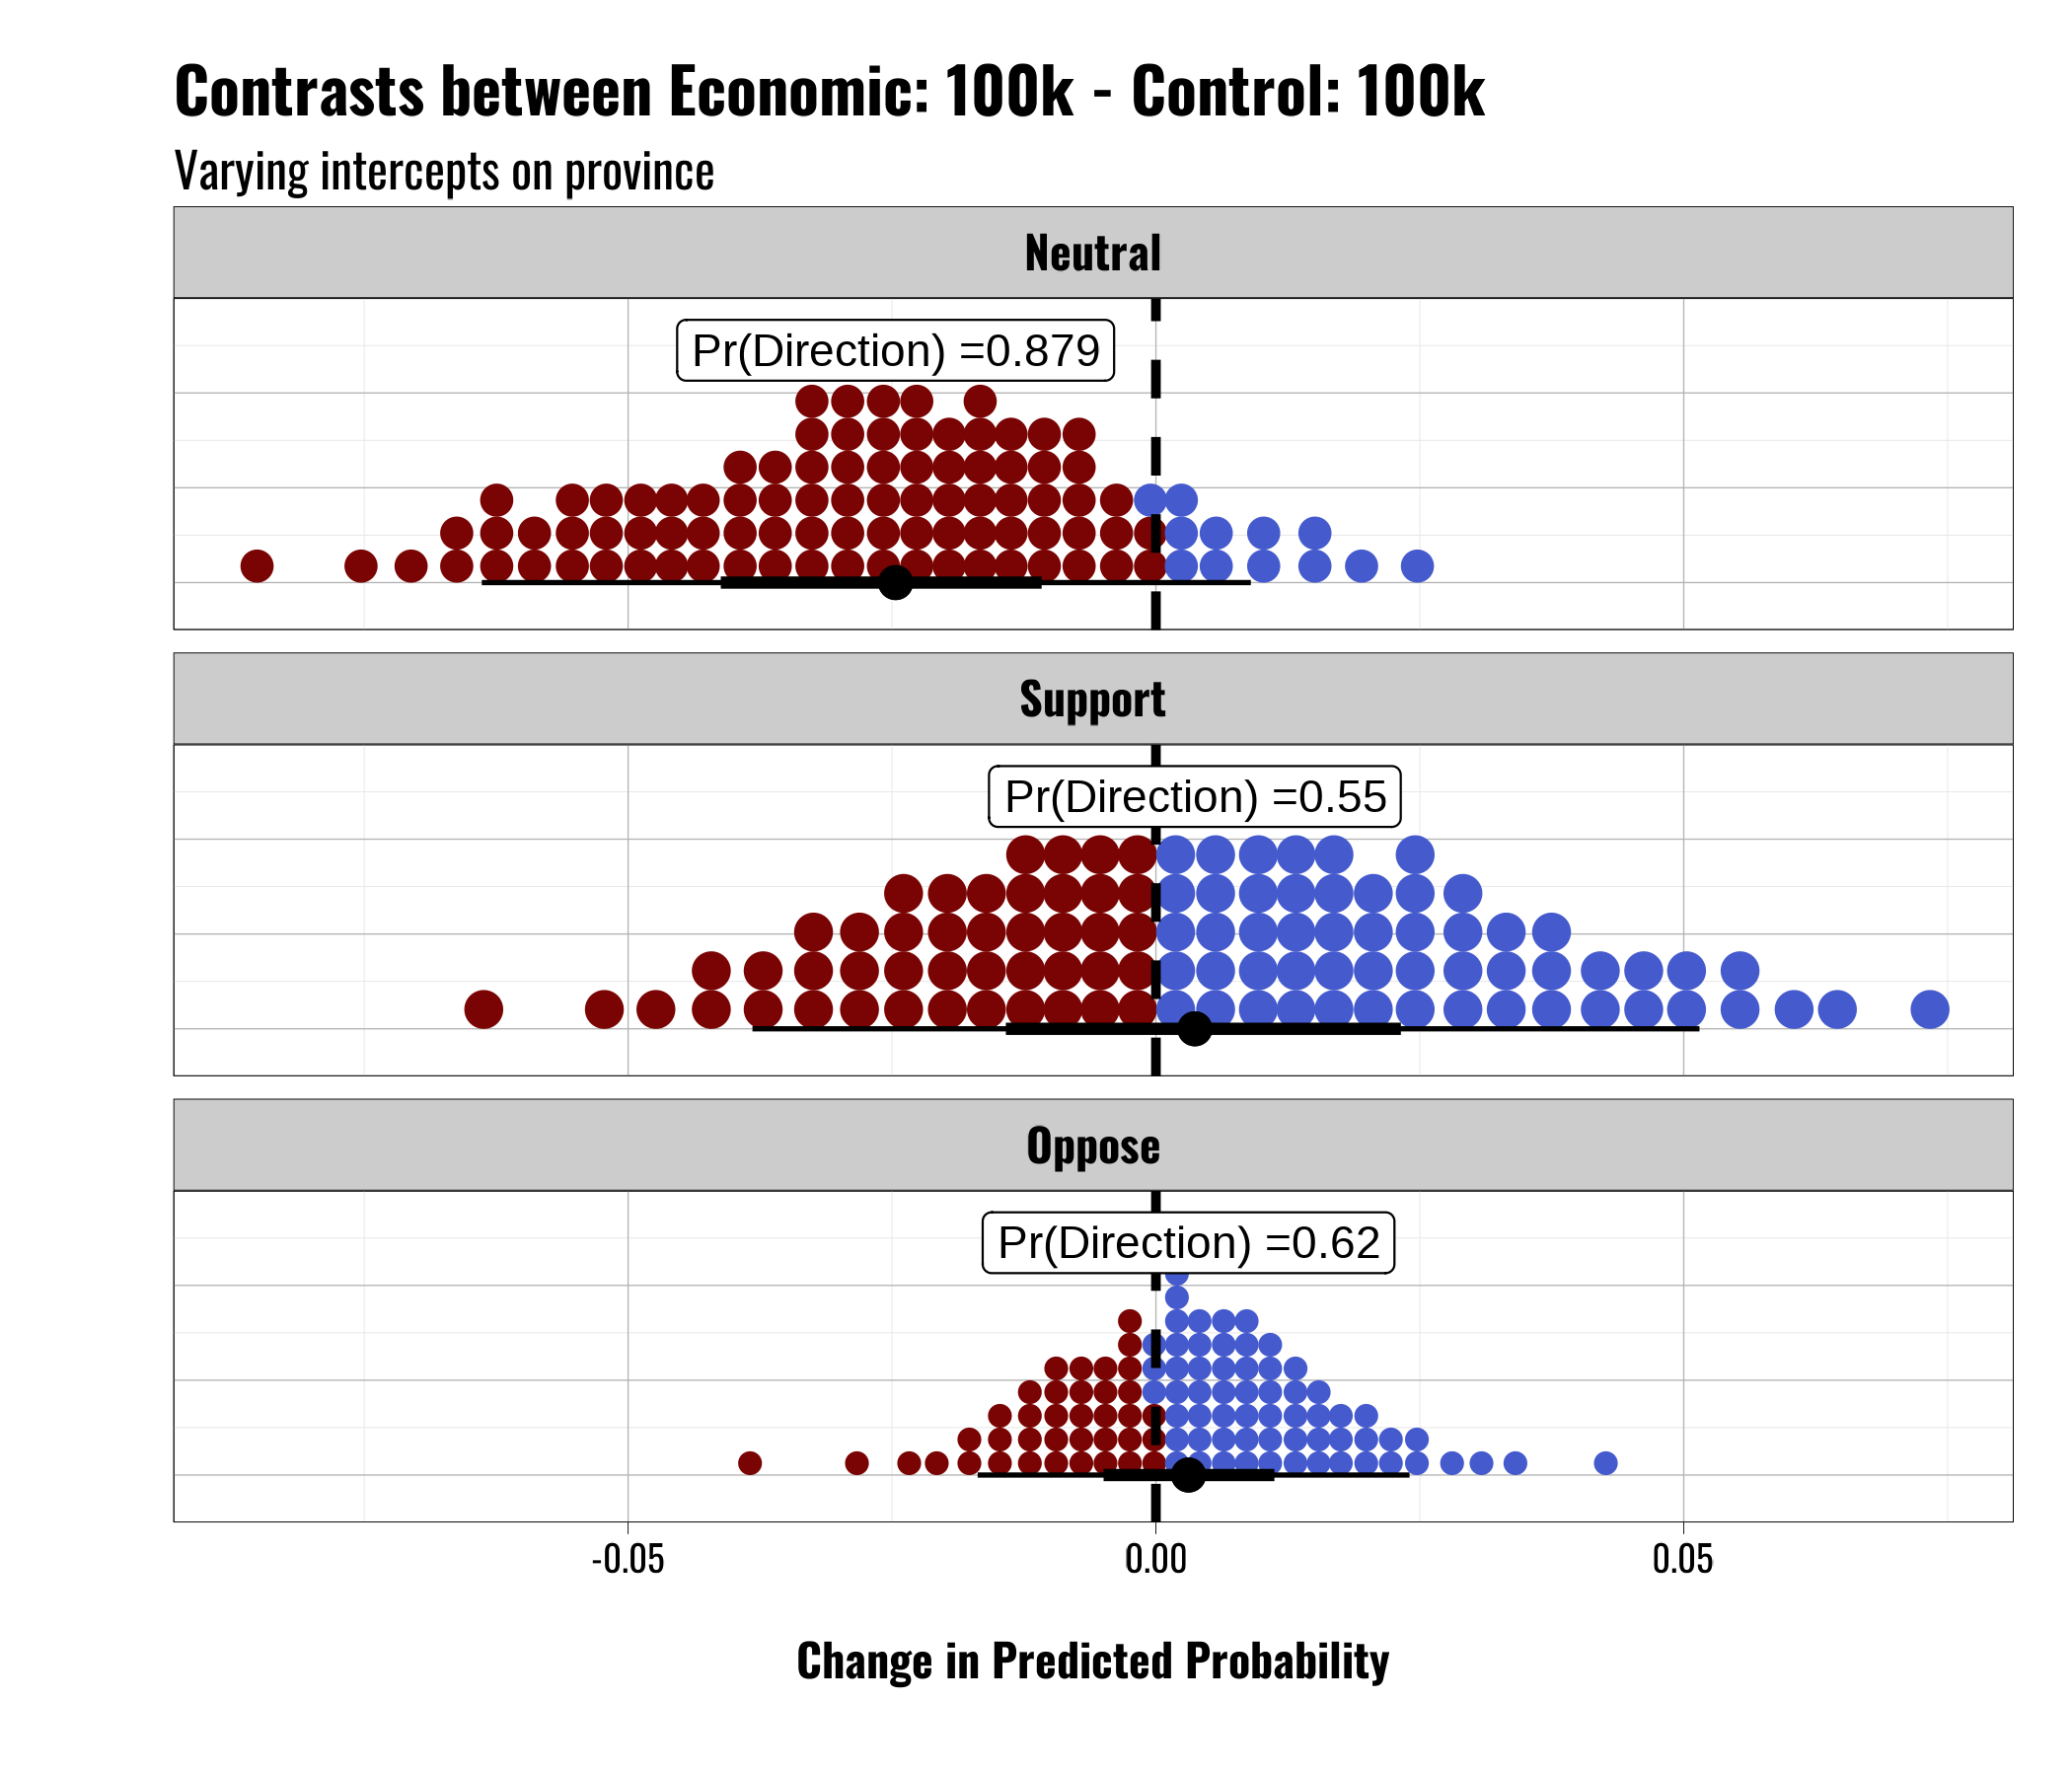 Contrasts between Economic: 100k - Control: 100k
Varying intercepts on province
Neutral
Pr(Direction) =0.879
Support
Pr(Direction) =0.55
Oppose
Pr(Direction) =0.62
-0.05 0.00 0.05
Change in Predicted Probability